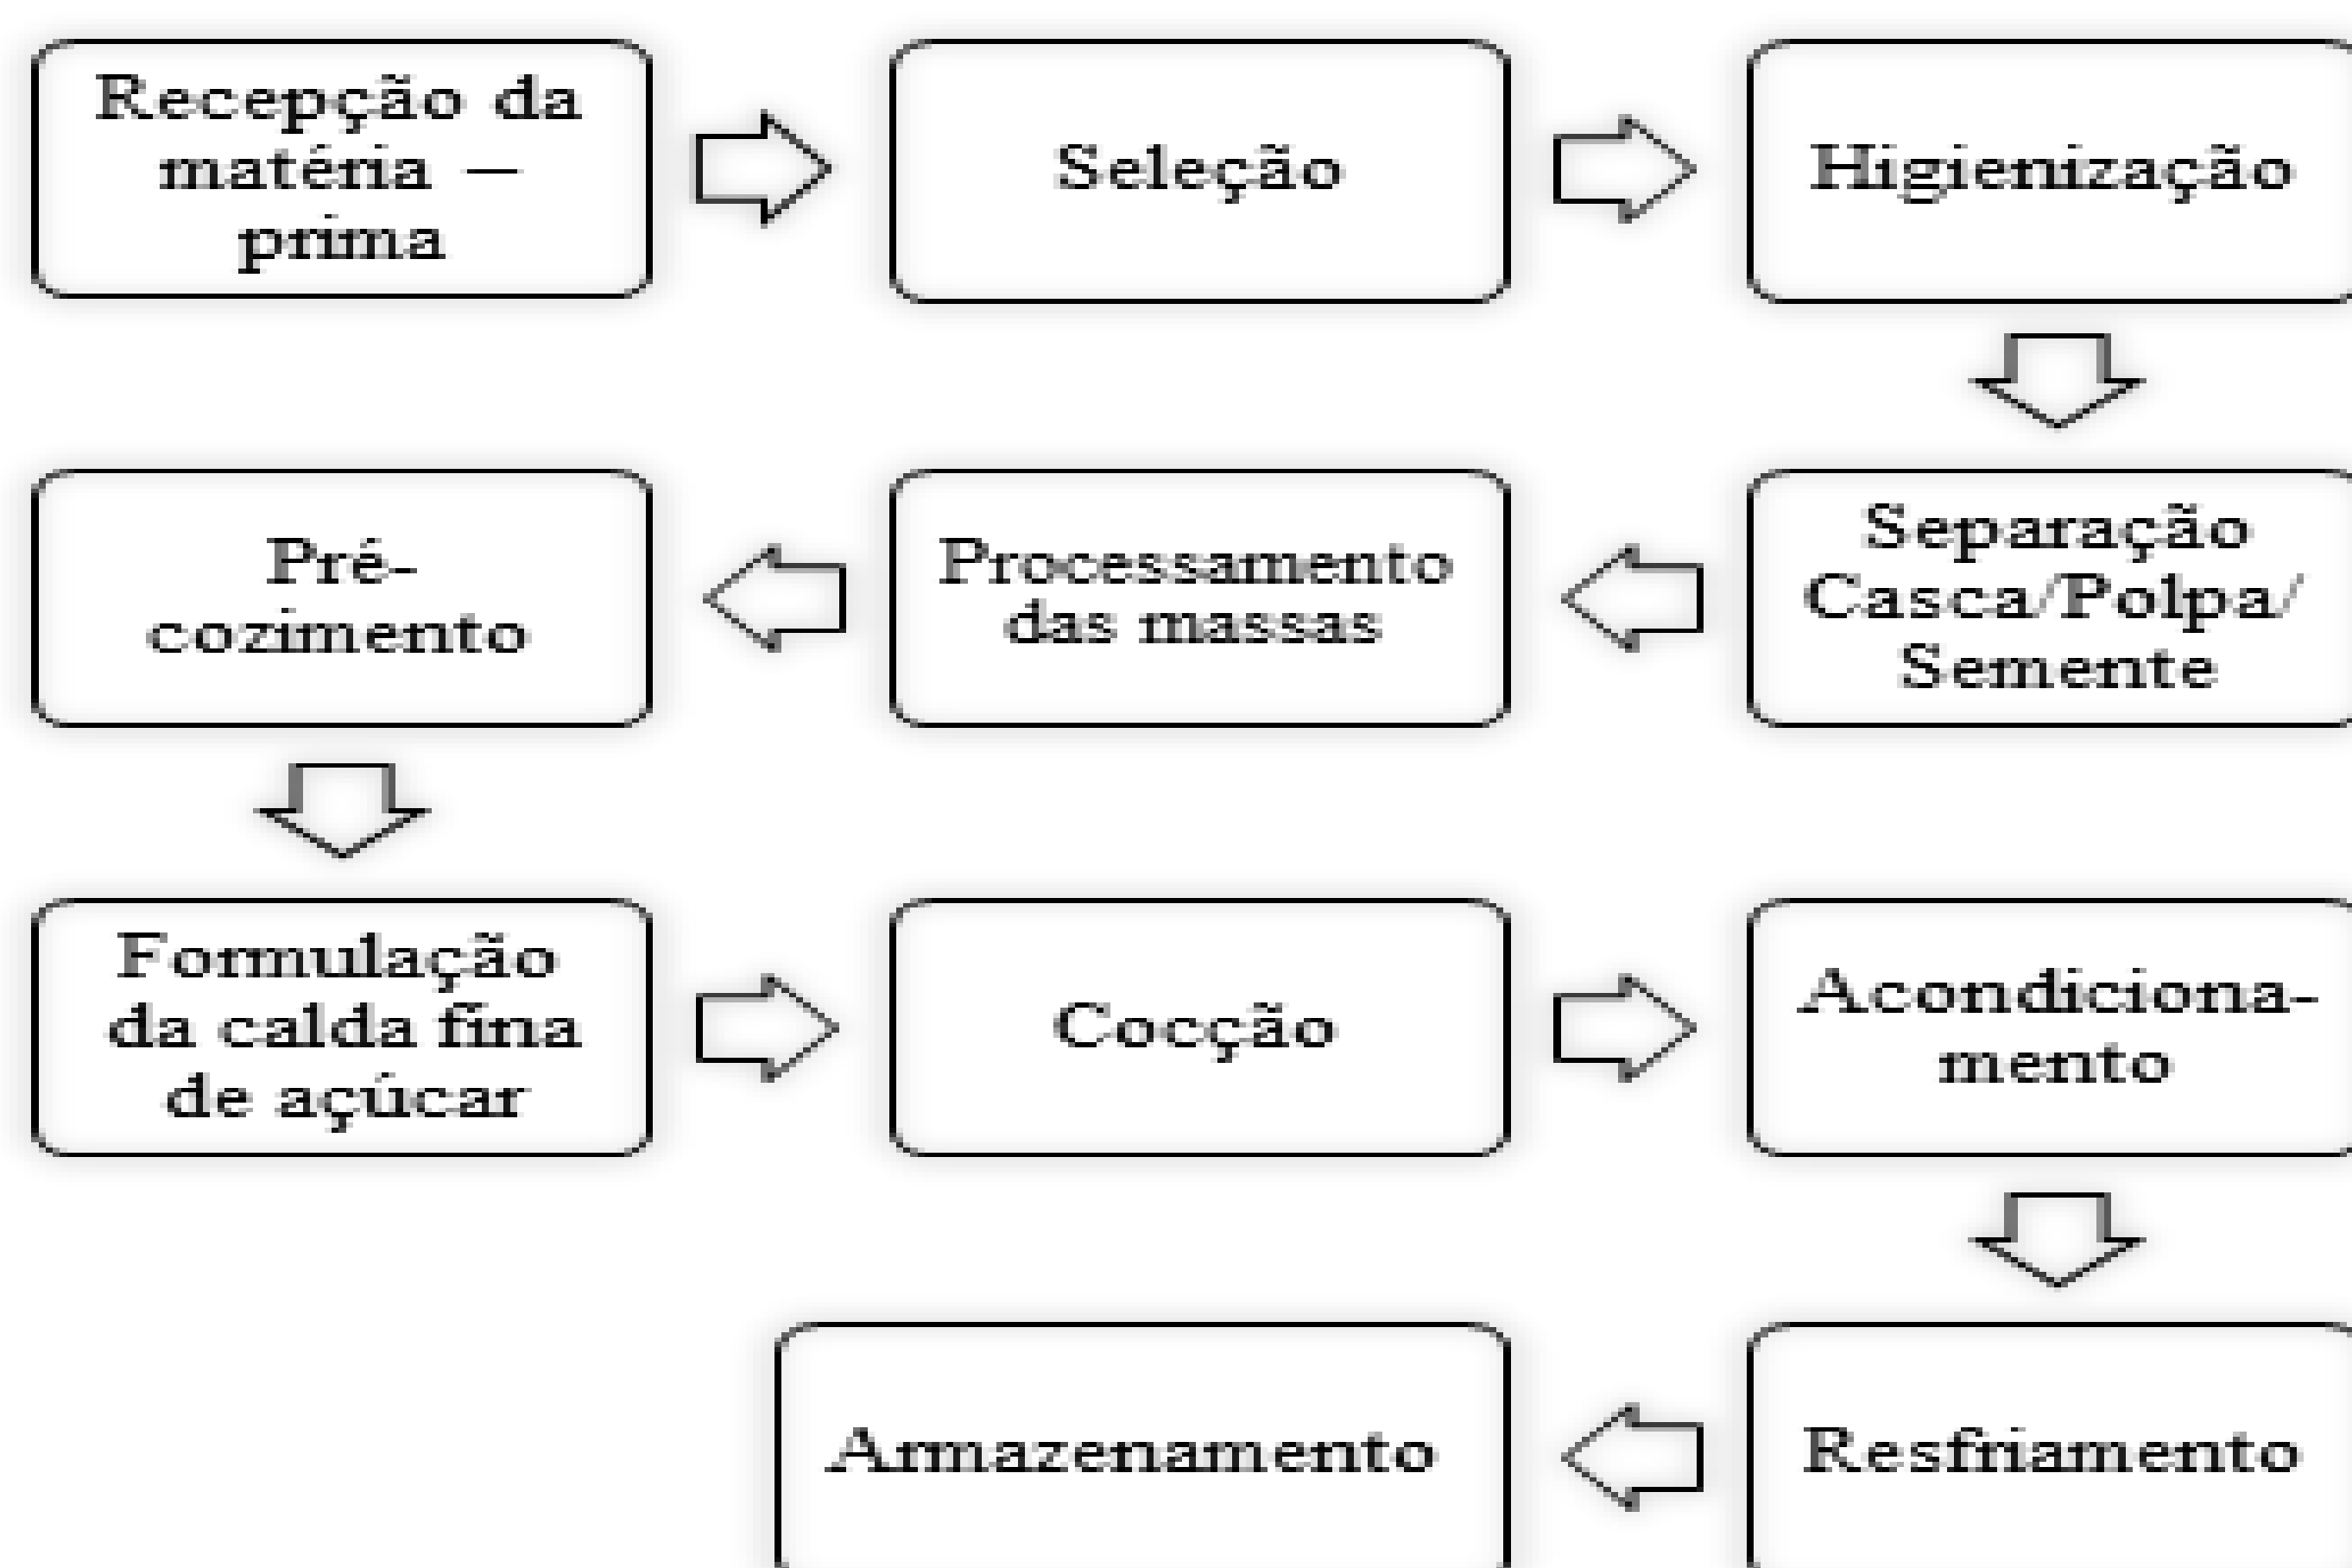 Recepção da
matéria –
prima
Seleção
Higienização
Separação
Casca/Polpa/
Semente
Processamento
das massas
Pré-
cozimento
Formulação
da calda fina
de açúcar
Cocção
Acondiciona-
mento
Resfriamento
Armazenamento